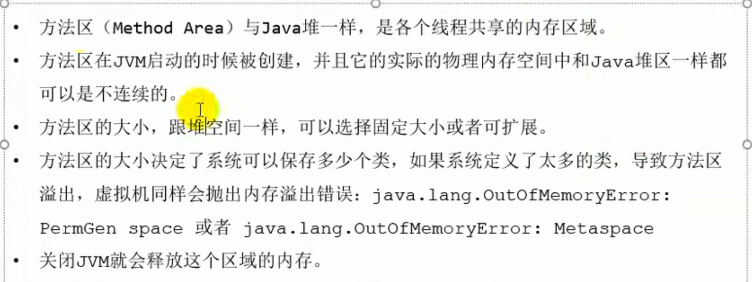 • 方法区（Method Area）与Java堆一样，是各个线程共享的内存区域。
• 方法区在JVM启动的时候被创建，并且它的实际的物理内存空间中和Java堆区一样都
可以是不连续的。
• 方法区的大小，跟堆空间一样，可以选择固定大小或者可扩展。
• 方法区的大小决定了系统可以保存多少个类，如果系统定义了太多的类，导致方法区
溢出，虚拟机同样会抛出内存溢出错误：java.lang.OutOfMemoryError:
PermGen space 或者 java.lang.OutOfMemoryError: Metaspace
• 关闭JVM就会释放这个区域的内存。